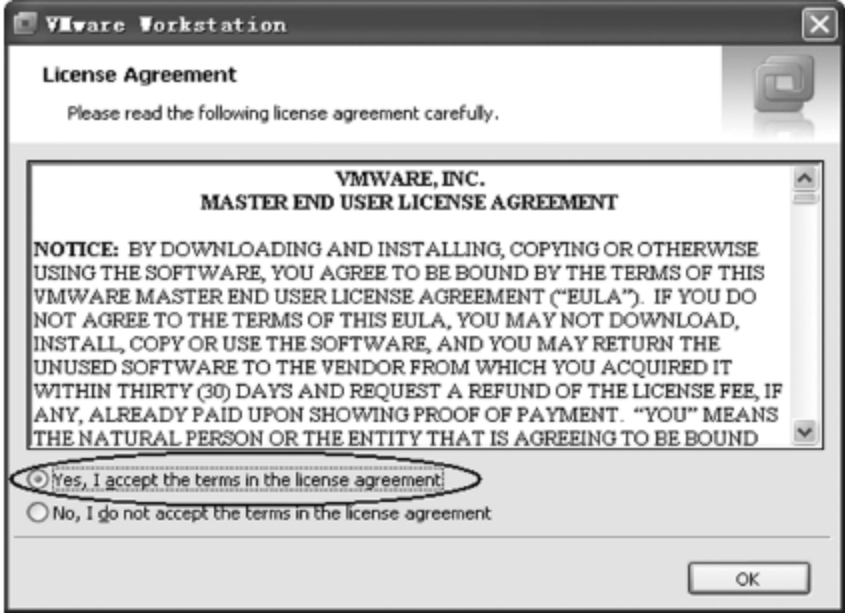 VMware Workstation
License Agreement
Please read the following license agreement carefully.
VMWARE, INC.
MASTER END USER LICENSE AGREEMENT
NOTICE: BY DOWNLOADING AND INSTALLING, COPYING OR OTHERWISE
USING THE SOFTWARE, YOU AGREE TO BE BOUND BY THE TERMS OF THIS
VMWARE MASTER END USER LICENSE AGREEMENT (“EULA”). IF YOU DO
NOT AGREE TO THE TERMS OF THIS EULA, YOU MAY NOT DOWNLOAD,
INSTALL, COPY OR USE THE SOFTWARE, AND YOU MAY RETURN THE
UNUSED SOFTWARE TO THE VENDOR FROM WHICH YOU ACQUIRED IT
WITHIN THIRTY (30) DAYS AND REQUEST A REFUND OF THE LICENSE FEE, IF
ANY, ALREADY PAID UPON SHOWING PROOF OF PAYMENT. “YOU” MEANS
THE NATURAL PERSON OR THE ENTITY THAT IS AGREEING TO BE BOUND
Yes, I accept the terms in the license agreement
No, I do not accept the terms in the license agreement
OK